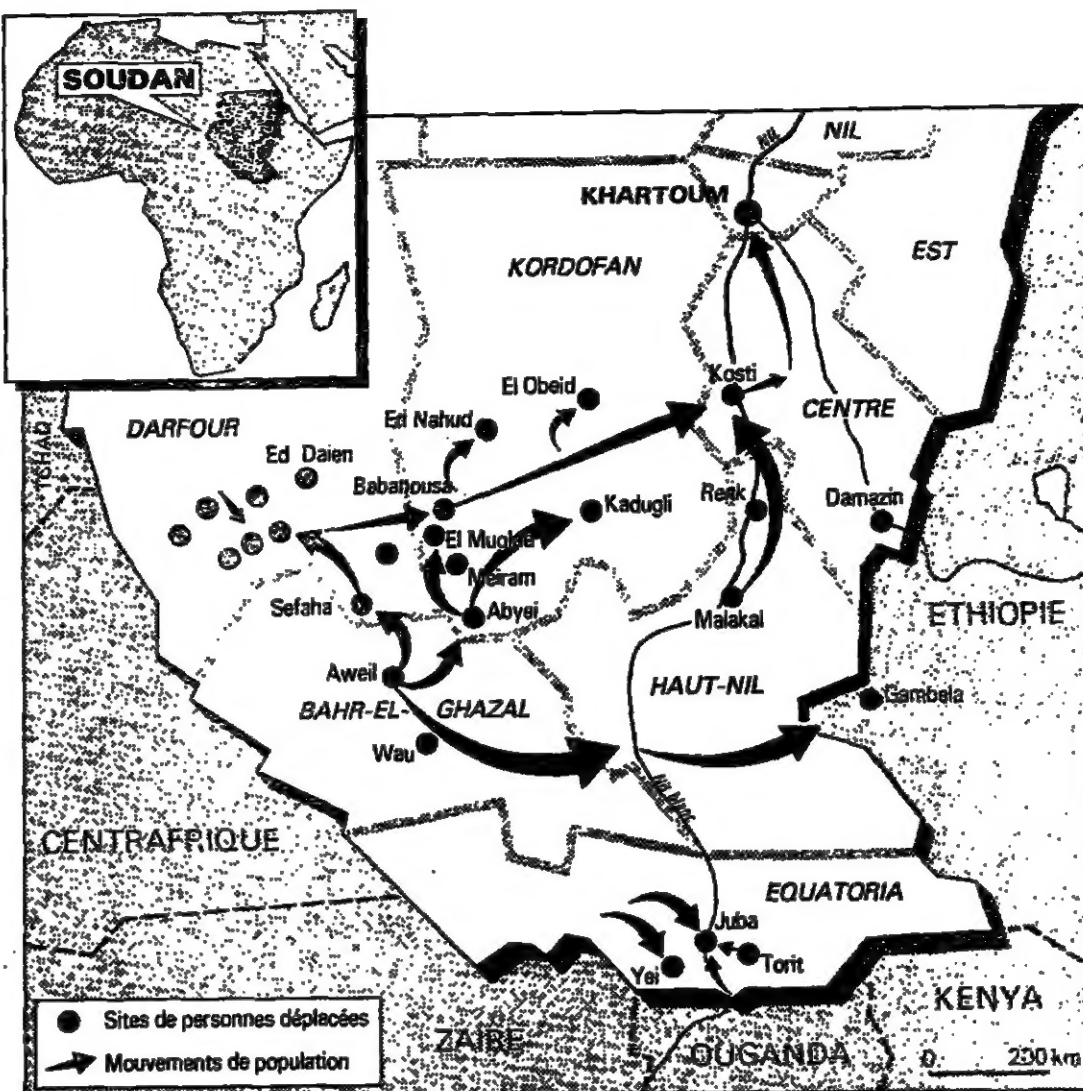 SOUDAN
NIL
NIL
KHARTOUM
EST
KORDOFAN
El Obeid
Kosti
CENTRE
DARFOUR
En Nahud
Ed Daien
Babanousa
TCHAD
Renk
Damazin
Kadugli
El Muglad
Meiram
Sefaha
Abyei
Malakal
ETHIOPIE
Aweil
HAUT-NIL
Gambela
BAHR-EL-GHAZAL
Wau
CENTRAFRIQUE
EQUATORIA
Juba
Yei
Torit
KENYA
ZAIRE
OUGANDA
Sites de personnes déplacées
Mouvements de population
0 200 km